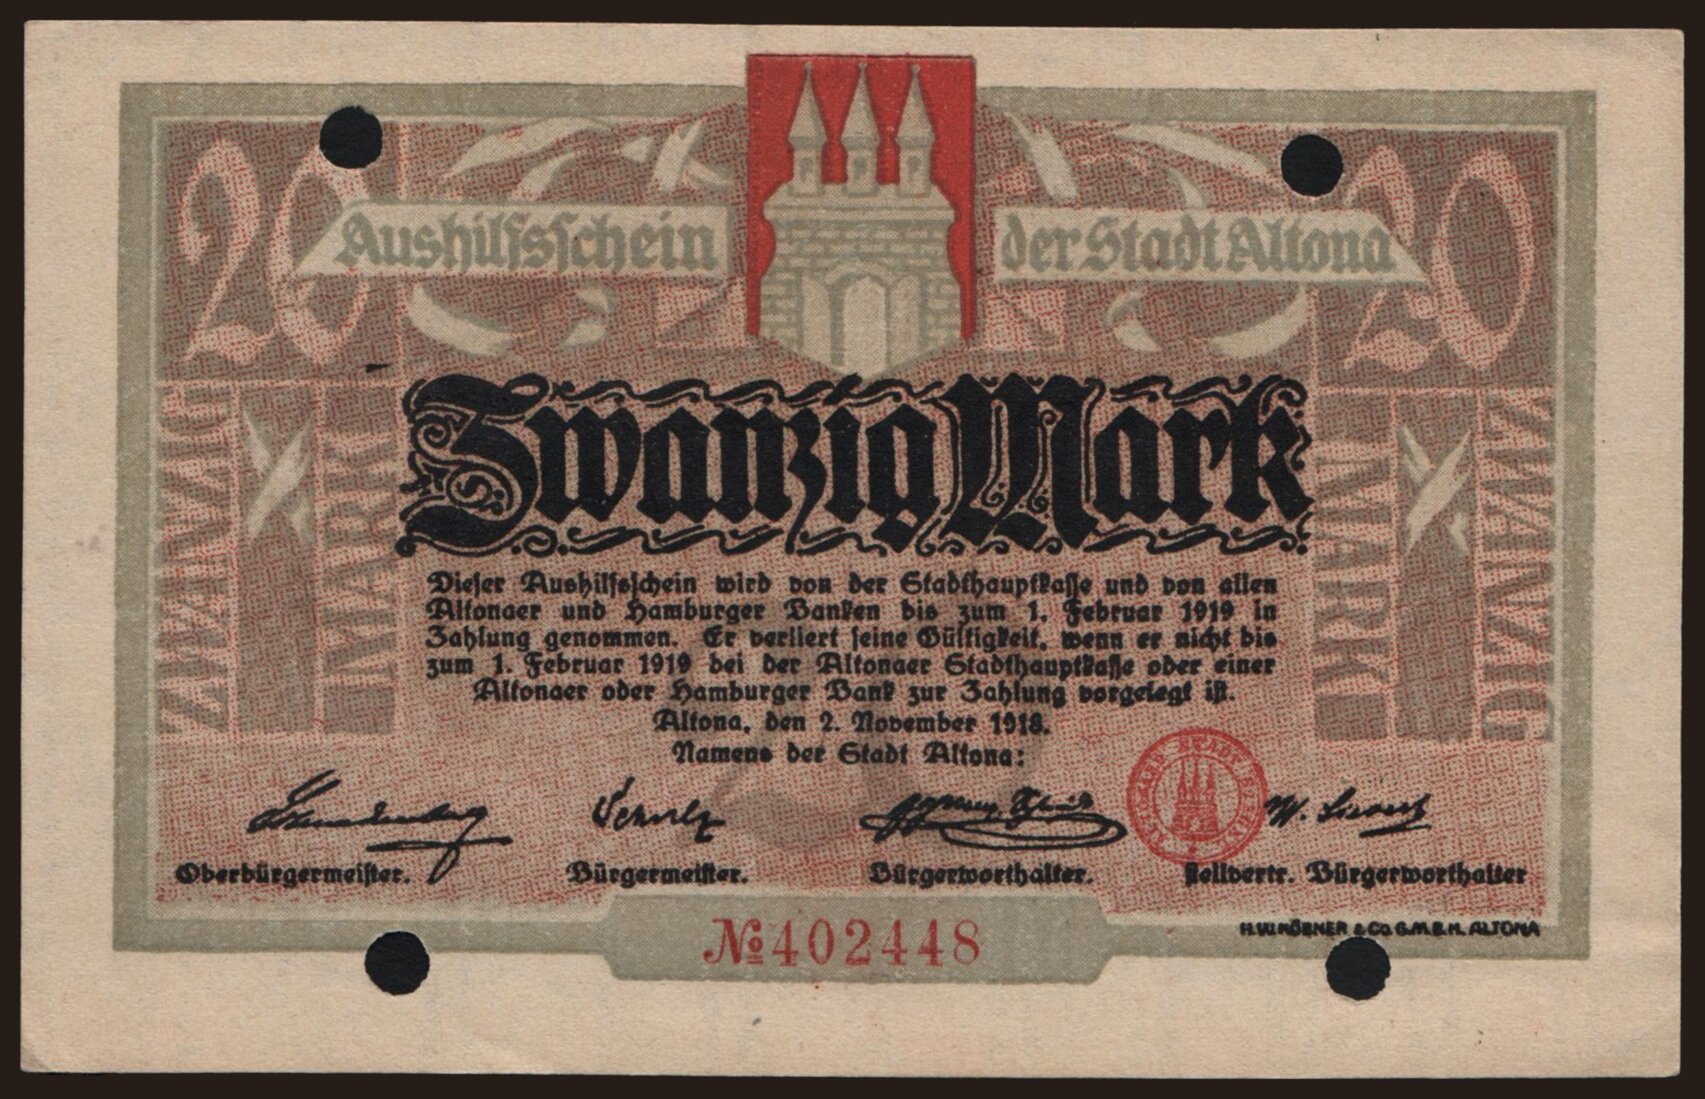 20 20
Aushilfsschein der Stadt Altona
ZWANZIG MARK
MARK ZWANZIG
Zwanzig Mark
Dieser Aushilfsschein wird von der Stadthauptkasse und von allen
Altonaer und Hamburger Banken bis zum 1. Februar 1919 in
Zahlung genommen. Er verliert seine Gültigkeit, wenn er nicht bis
zum 1. Februar 1919 bei der Altonaer Stadthauptkasse oder einer
Altonaer oder Hamburger Bank zur Zahlung vorgelegt ist.
Altona, den 2. November 1918.
Namens der Stadt Altona:
Oberbürgermeister. Bürgermeister. Bürgerworthalter. stellvertr. Bürgerworthalter
H.W. KÖBNER & CO. G.M.B.H. ALTONA
№402448